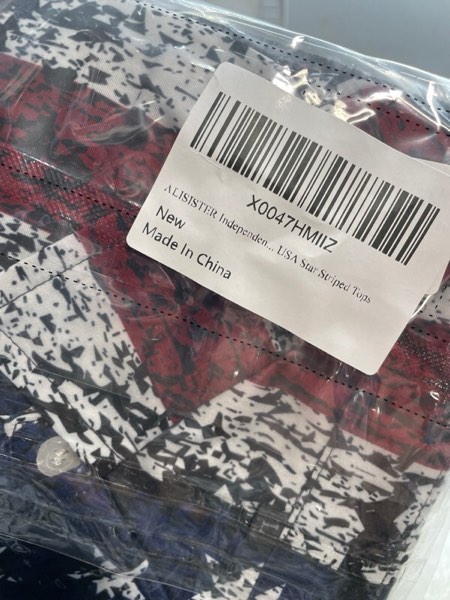 X0047HMIIZ
ALISISTER Independen... USA Star Striped Tops
New
Made In China